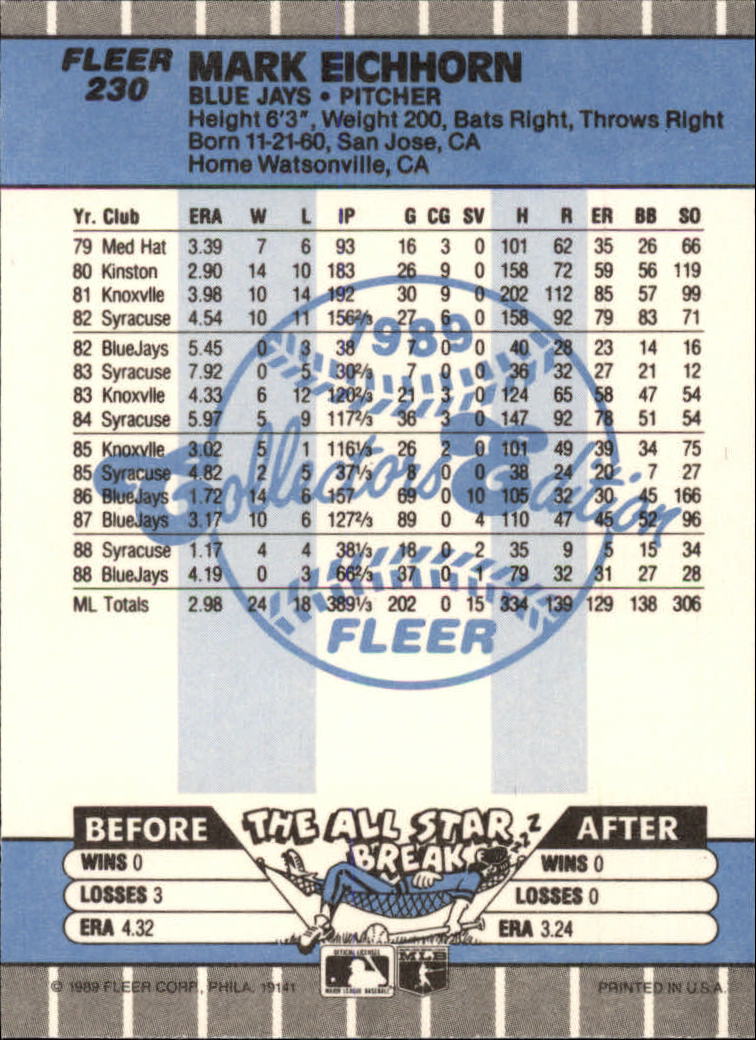 FLEER
230
MARK EICHHORN
BLUE JAYS • PITCHER
Height 6'3", Weight 200, Bats Right, Throws Right
Born 11-21-60, San Jose, CA
Home Watsonville, CA
Yr. Club ERA W L IP G CG SV H R ER BB SO
79 Med Hat 3.39 7 6 93 16 3 0 101 62 35 26 66
80 Kinston 2.90 14 10 183 26 9 0 158 72 59 56 119
81 Knoxvlle 3.98 10 14 192 30 9 0 202 112 85 57 99
82 Syracuse 4.54 10 11 156⅔ 27 6 0 158 92 79 83 71
82 BlueJays 5.45 0 3 38 7 0 0 40 28 23 14 16
83 Syracuse 7.92 0 5 30⅔ 7 0 0 36 32 27 21 12
83 Knoxvlle 4.33 6 12 120⅔ 21 3 0 124 65 58 47 54
84 Syracuse 5.97 5 9 117⅔ 36 3 0 147 92 78 51 54
85 Knoxvlle 3.02 5 1 116⅓ 26 2 0 101 49 39 34 75
85 Syracuse 4.82 2 5 37⅓ 8 0 0 38 24 20 7 27
86 BlueJays 1.72 14 6 157 69 0 10 105 32 30 45 166
87 BlueJays 3.17 10 6 127⅔ 89 0 4 110 47 45 52 96
88 Syracuse 1.17 4 4 38⅓ 18 0 2 35 9 5 15 34
88 BlueJays 4.19 0 3 66⅔ 37 0 1 79 32 31 27 28
ML Totals 2.98 24 18 389⅓ 202 0 15 334 139 129 138 306
1989
Collectors Edition
FLEER
BEFORE THE ALL STAR BREAK AFTER
zzz
WINS 0 WINS 0
LOSSES 3 LOSSES 0
ERA 4.32 ERA 3.24
OFFICIAL LICENSEE
MAJOR LEAGUE BASEBALL
MLB
© 1989 FLEER CORP., PHILA. 19141 PRINTED IN U.S.A.